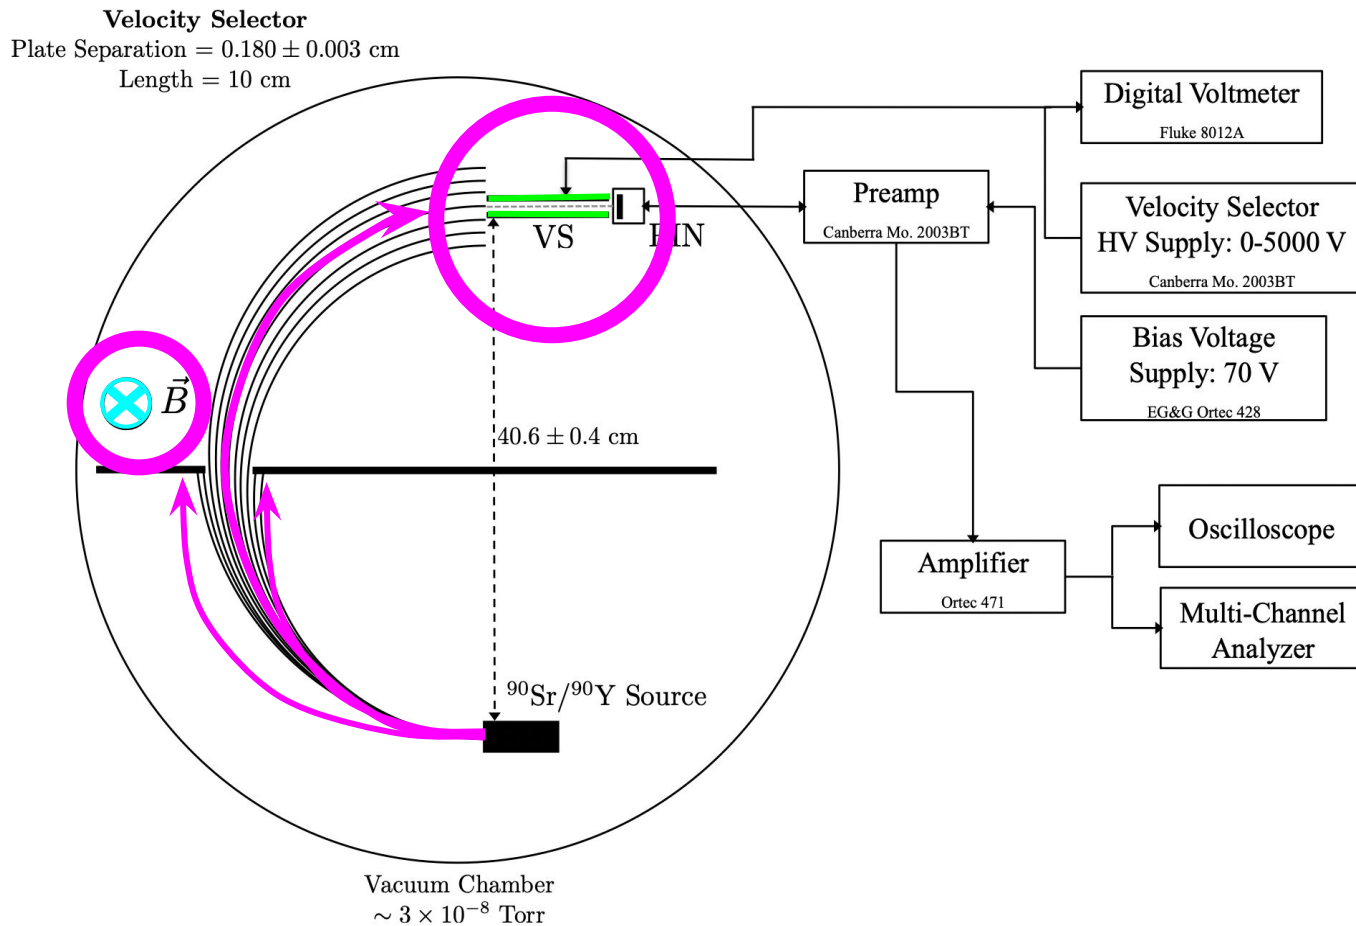 Velocity Selector
Plate Separation = 0.180 ± 0.003 cm
Length = 10 cm
Digital Voltmeter
Fluke 8012A
Preamp
Canberra Mo. 2003BT
Velocity Selector
HV Supply: 0-5000 V
Canberra Mo. 2003BT
VS
PIN
Bias Voltage
Supply: 70 V
EG&G Ortec 428
B⃗
40.6 ± 0.4 cm
Oscilloscope
Amplifier
Ortec 471
Multi-Channel
Analyzer
⁹⁰Sr/⁹⁰Y Source
Vacuum Chamber
∼ 3 × 10⁻⁸ Torr